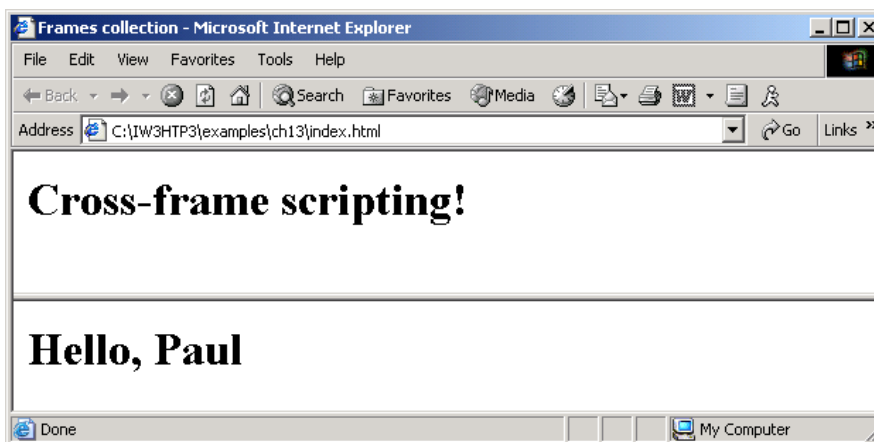 Frames collection - Microsoft Internet Explorer
File Edit View Favorites Tools Help
Back Search Favorites Media
Address C:\IW3HTP3\examples\ch13\index.html Go Links »
Cross-frame scripting!
Hello, Paul
Done My Computer